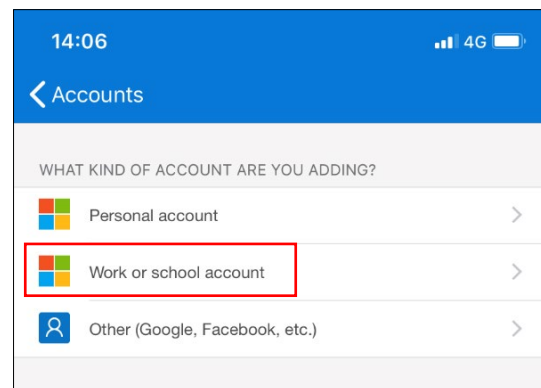 14:06 4G
Accounts
WHAT KIND OF ACCOUNT ARE YOU ADDING?
Personal account
Work or school account
Other (Google, Facebook, etc.)